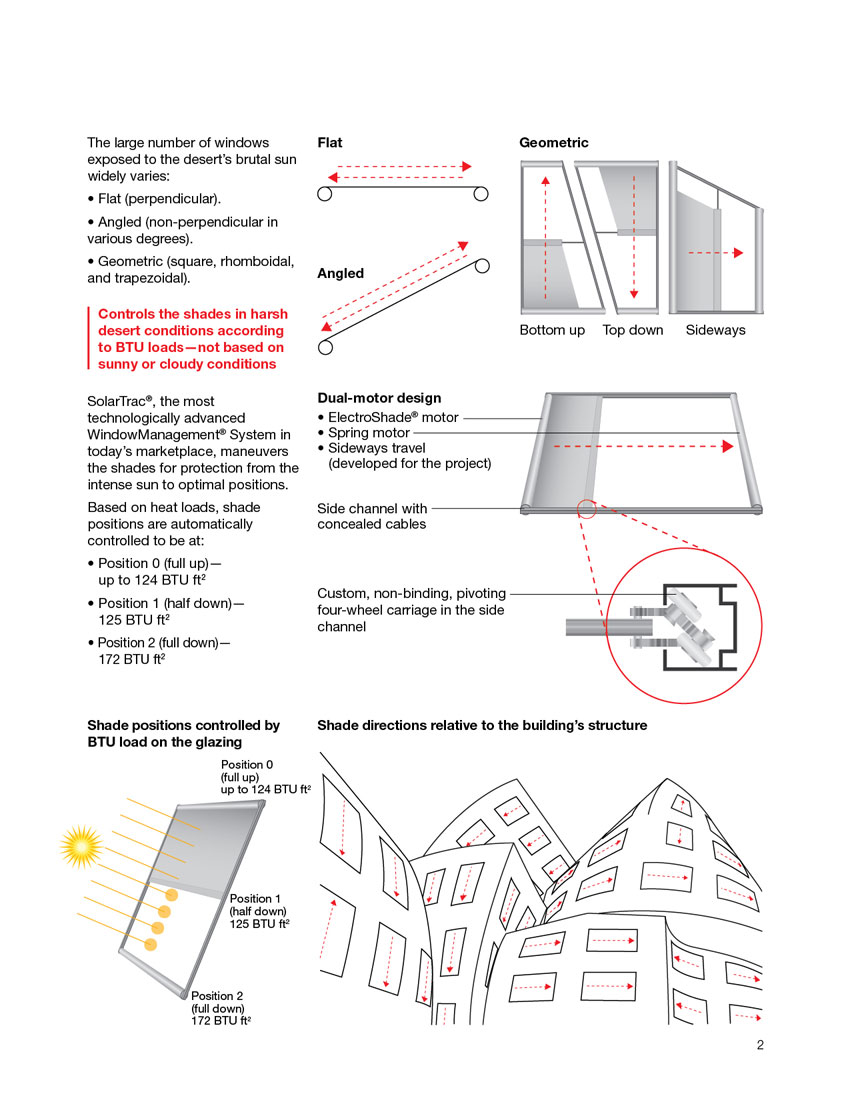 The large number of windows
exposed to the desert’s brutal sun
widely varies:
• Flat (perpendicular).
• Angled (non-perpendicular in
various degrees).
• Geometric (square, rhomboidal,
and trapezoidal).
Controls the shades in harsh
desert conditions according
to BTU loads—not based on
sunny or cloudy conditions
SolarTrac®, the most
technologically advanced
WindowManagement® System in
today’s marketplace, maneuvers
the shades for protection from the
intense sun to optimal positions.
Based on heat loads, shade
positions are automatically
controlled to be at:
• Position 0 (full up)—
up to 124 BTU ft²
• Position 1 (half down)—
125 BTU ft²
• Position 2 (full down)—
172 BTU ft²
Flat
Angled
Geometric
Bottom up
Top down
Sideways
Dual-motor design
• ElectroShade® motor
• Spring motor
• Sideways travel
(developed for the project)
Side channel with
concealed cables
Custom, non-binding, pivoting
four-wheel carriage in the side
channel
Shade positions controlled by
BTU load on the glazing
Position 0
(full up)
up to 124 BTU ft²
Position 1
(half down)
125 BTU ft²
Position 2
(full down)
172 BTU ft²
Shade directions relative to the building’s structure
2